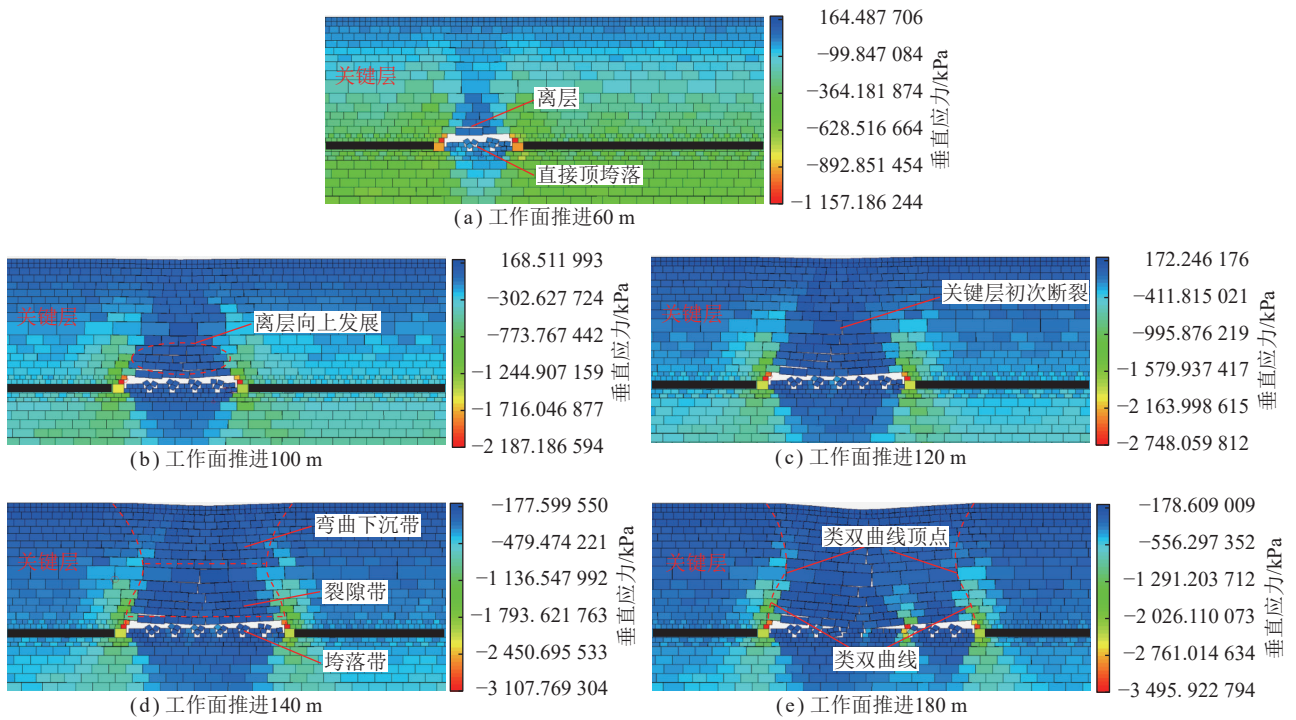 164.487 706
−99.847 084
−364.181 874
−628.516 664
−892.851 454
−1 157.186 244
垂直应力/kPa
关键层
离层
直接顶垮落
(a) 工作面推进60 m
168.511 993
−302.627 724
−773.767 442
−1 244.907 159
−1 716.046 877
−2 187.186 594
垂直应力/kPa
关键层
离层向上发展
(b) 工作面推进100 m
172.246 176
−411.815 021
−995.876 219
−1 579.937 417
−2 163.998 615
−2 748.059 812
垂直应力/kPa
关键层
关键层初次断裂
(c) 工作面推进120 m
−177.599 550
−479.474 221
−1 136.547 992
−1 793.621 763
−2 450.695 533
−3 107.769 304
垂直应力/kPa
关键层
弯曲下沉带
裂隙带
垮落带
(d) 工作面推进140 m
−178.609 009
−556.297 352
−1 291.203 712
−2 026.110 073
−2 761.014 634
−3 495. 922 794
垂直应力/kPa
关键层
类双曲线顶点
类双曲线
(e) 工作面推进180 m